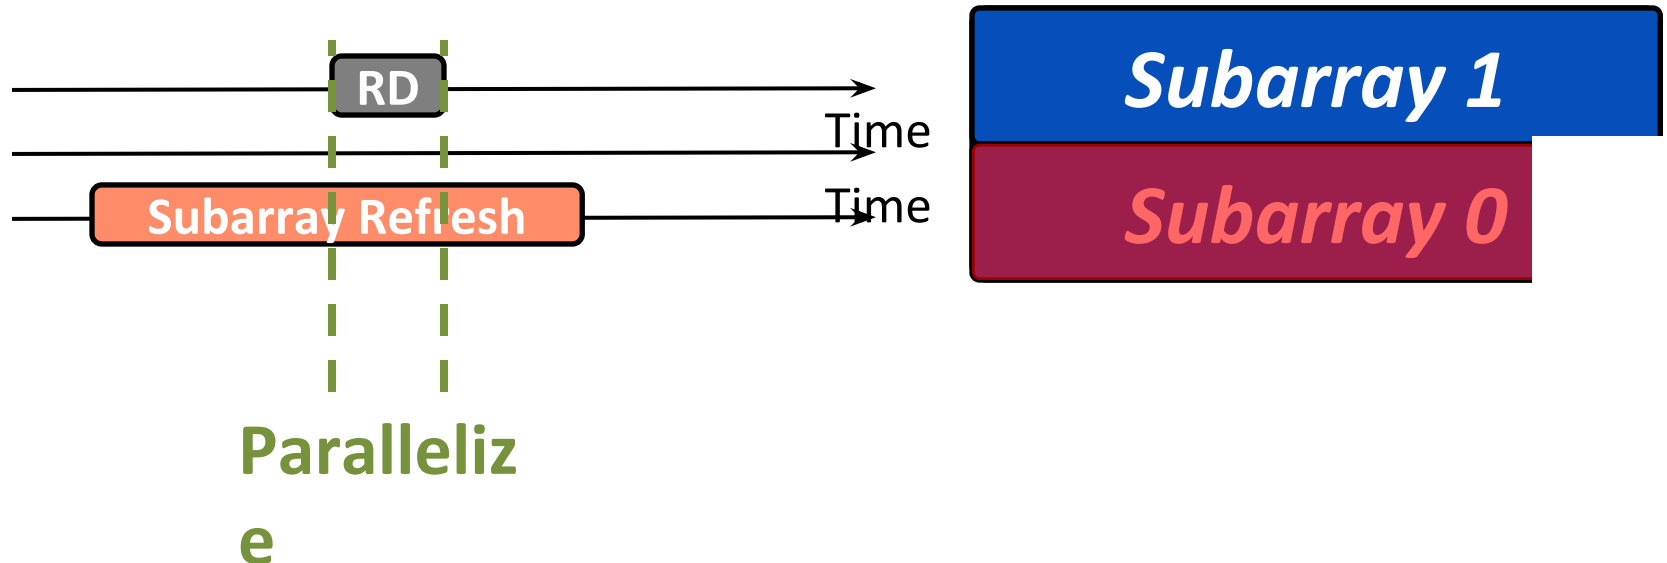 RD
Time
Subarray Refresh
Time
Paralleliz
e
Subarray 1
Subarray 0